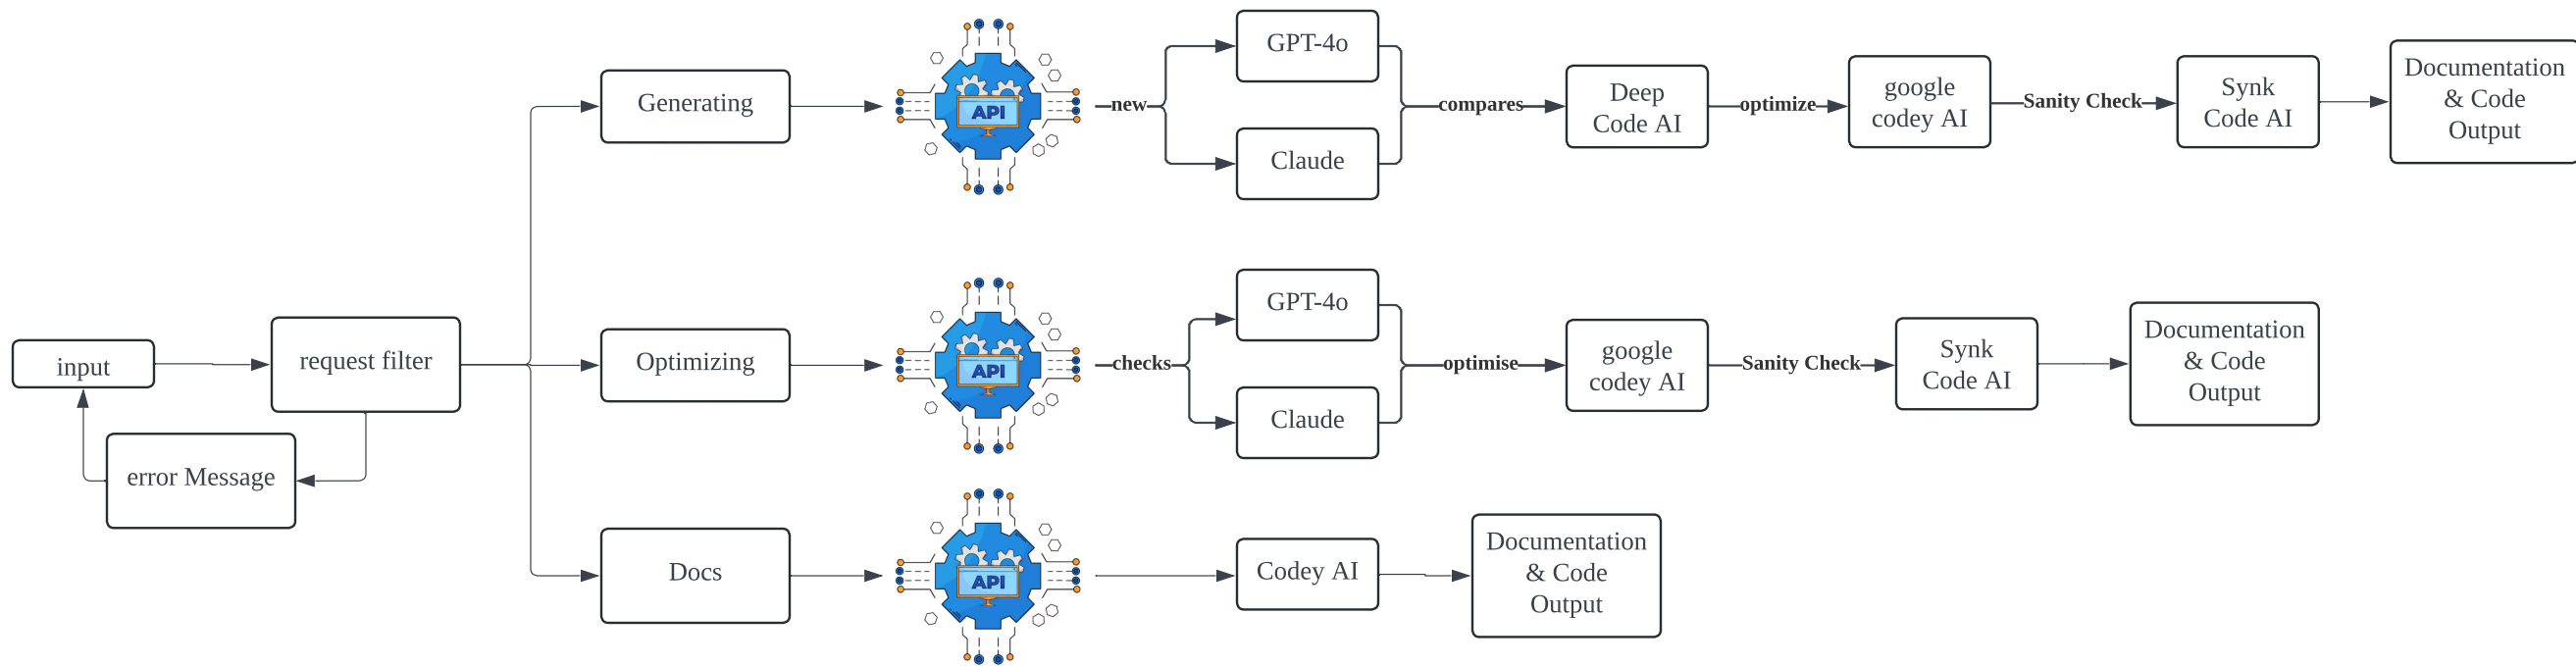 input
request filter
error Message
Generating
API
new
GPT-4o
Claude
compares
Deep
Code AI
optimize
google
codey AI
Sanity Check
Synk
Code AI
Documentation
& Code
Output
Optimizing
API
checks
GPT-4o
Claude
optimise
google
codey AI
Sanity Check
Synk
Code AI
Documentation
& Code
Output
Docs
API
Codey AI
Documentation
& Code
Output